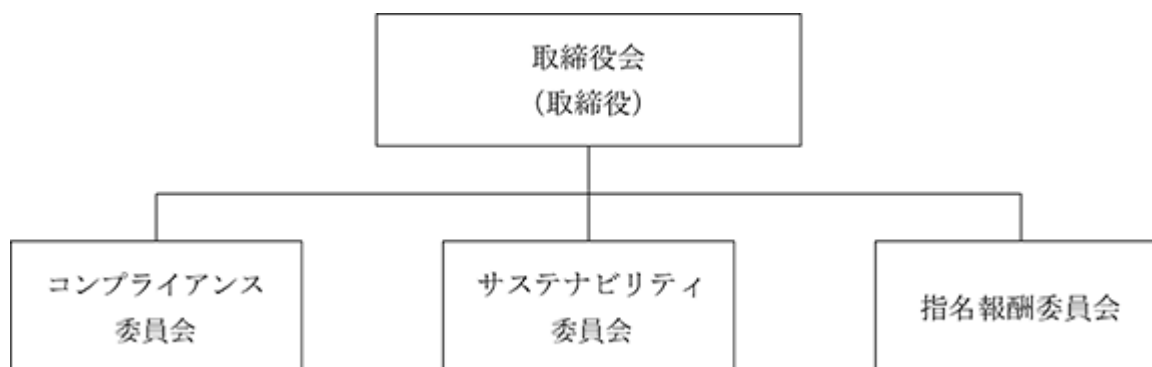 取締役会
（取締役）
コンプライアンス
委員会
サステナビリティ
委員会
指名報酬委員会